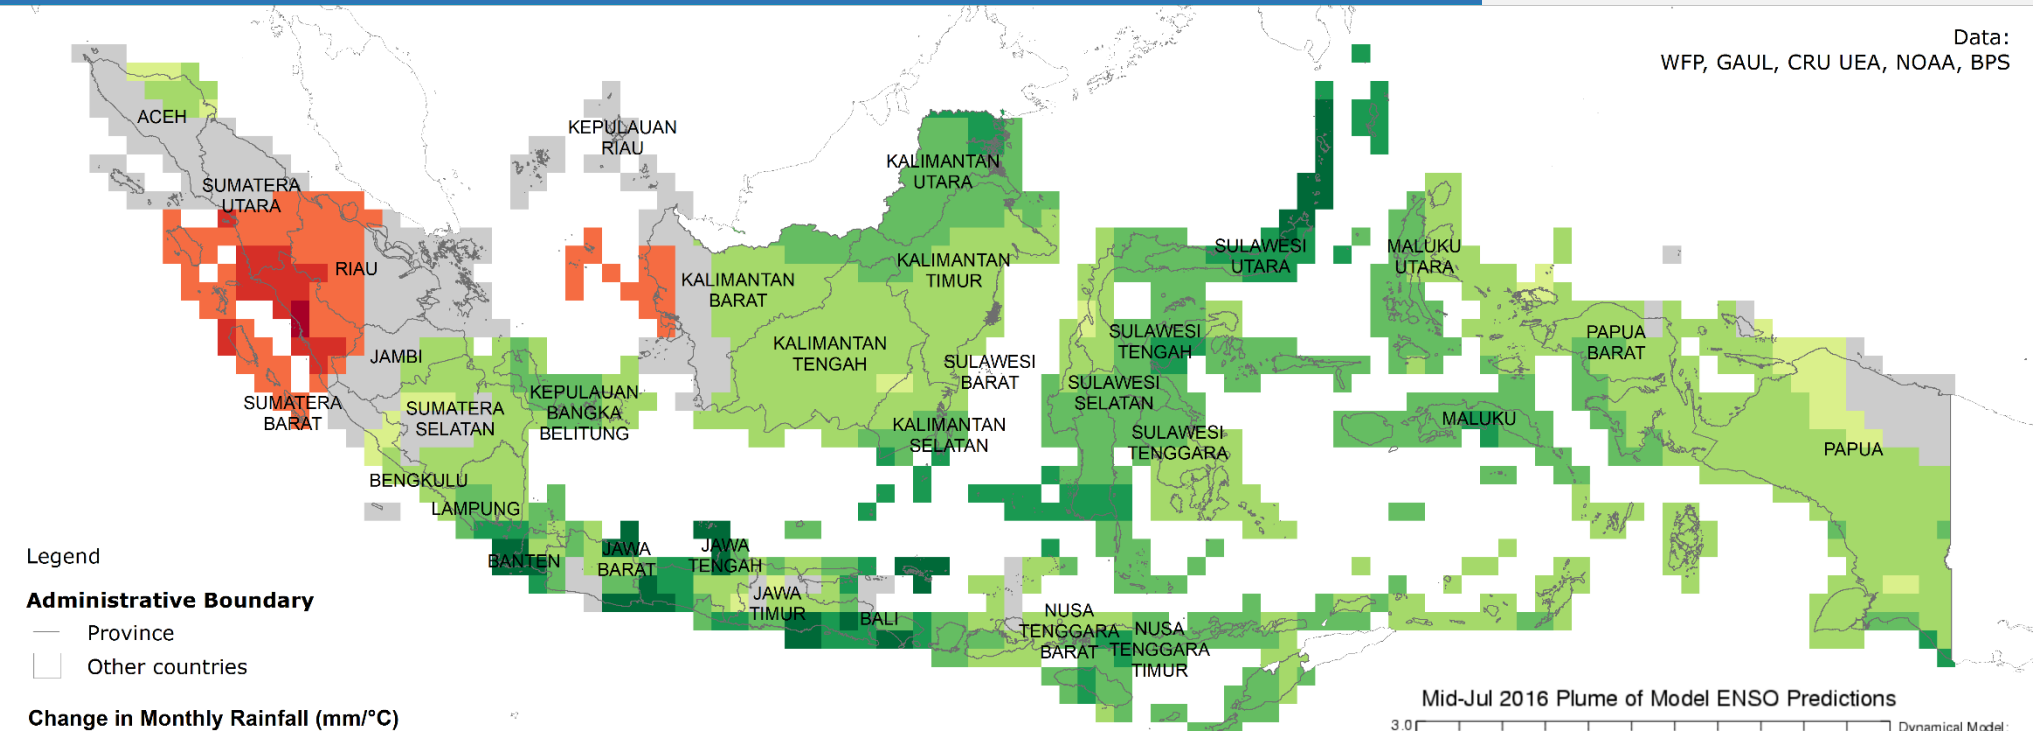 Data:
WFP, GAUL, CRU UEA, NOAA, BPS
ACEH
KEPULAUAN
RIAU
KALIMANTAN
UTARA
SUMATERA
UTARA
RIAU
KALIMANTAN
BARAT
KALIMANTAN
TIMUR
SULAWESI
UTARA
MALUKU
UTARA
JAMBI
KALIMANTAN
TENGAH
SULAWESI
BARAT
SULAWESI
TENGAH
PAPUA
BARAT
SUMATERA
BARAT
SUMATERA
SELATAN
KEPULAUAN
BANGKA
BELITUNG
KALIMANTAN
SELATAN
SULAWESI
SELATAN
SULAWESI
TENGGARA
MALUKU
PAPUA
BENGKULU
LAMPUNG
BANTEN
JAWA
BARAT
JAWA
TENGAH
JAWA
TIMUR
BALI
NUSA
TENGGARA
BARAT
NUSA
TENGGARA
TIMUR
Legend
Administrative Boundary
Province
Other countries
Change in Monthly Rainfall (mm/°C)
Mid-Jul 2016 Plume of Model ENSO Predictions
3.0
Dynamical Model: